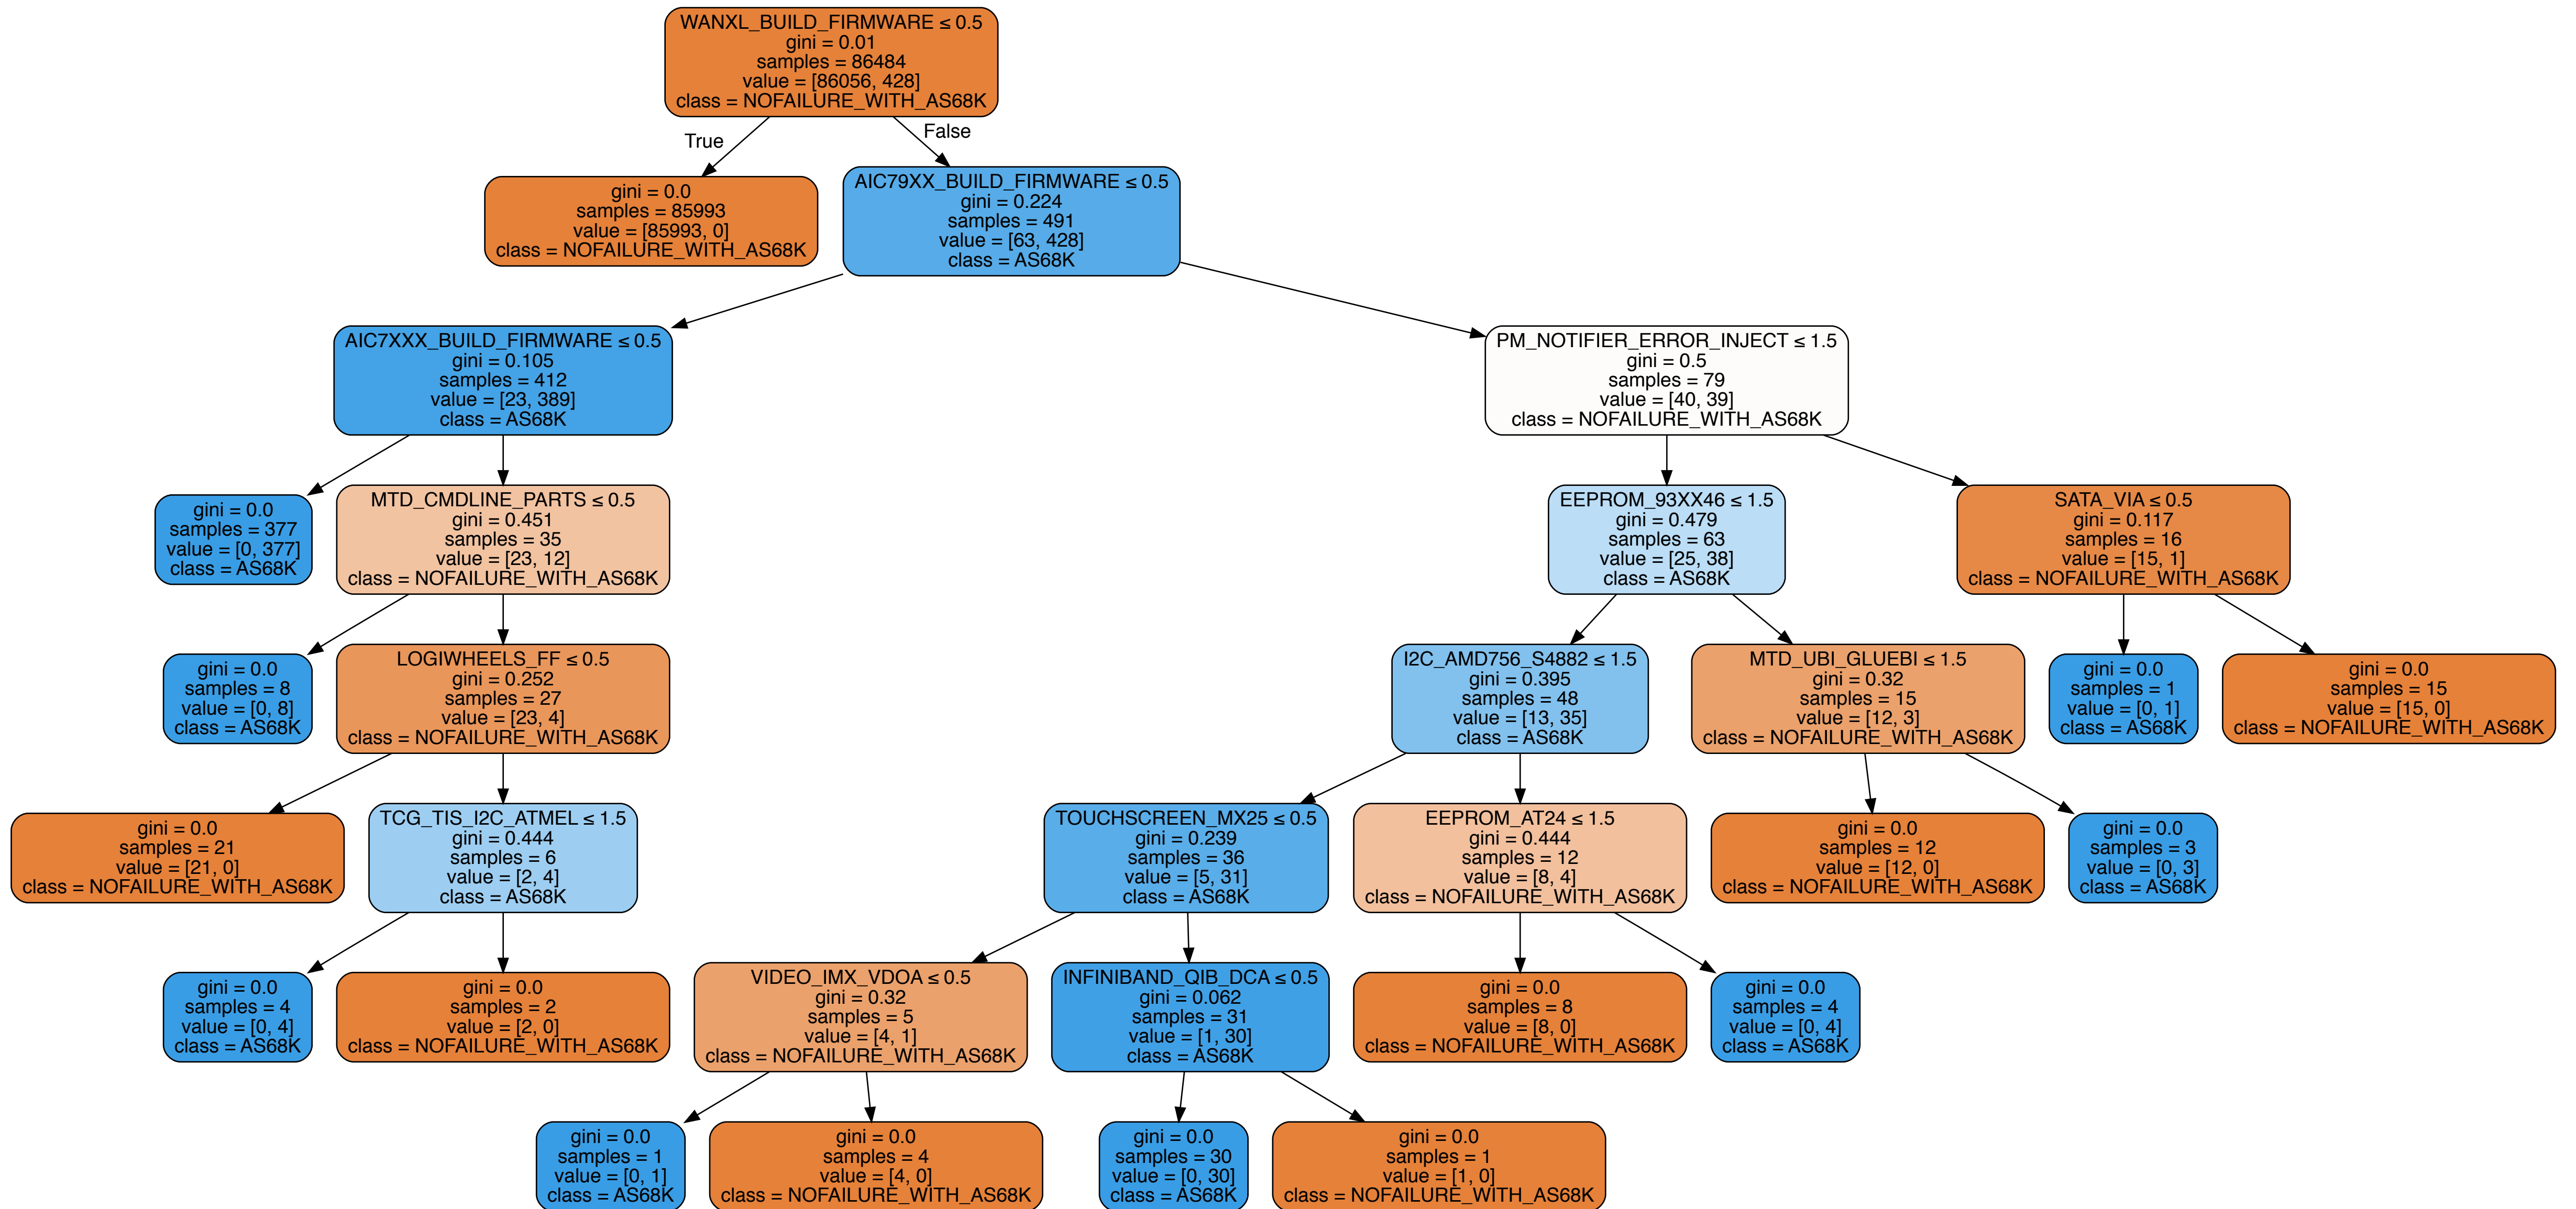 WANXL_BUILD_FIRMWARE ≤ 0.5
gini = 0.01
samples = 86484
value = [86056, 428]
class = NOFAILURE_WITH_AS68K
True
False
gini = 0.0
samples = 85993
value = [85993, 0]
class = NOFAILURE_WITH_AS68K
AIC79XX_BUILD_FIRMWARE ≤ 0.5
gini = 0.224
samples = 491
value = [63, 428]
class = AS68K
AIC7XXX_BUILD_FIRMWARE ≤ 0.5
gini = 0.105
samples = 412
value = [23, 389]
class = AS68K
PM_NOTIFIER_ERROR_INJECT ≤ 1.5
gini = 0.5
samples = 79
value = [40, 39]
class = NOFAILURE_WITH_AS68K
gini = 0.0
samples = 377
value = [0, 377]
class = AS68K
MTD_CMDLINE_PARTS ≤ 0.5
gini = 0.451
samples = 35
value = [23, 12]
class = NOFAILURE_WITH_AS68K
EEPROM_93XX46 ≤ 1.5
gini = 0.479
samples = 63
value = [25, 38]
class = AS68K
SATA_VIA ≤ 0.5
gini = 0.117
samples = 16
value = [15, 1]
class = NOFAILURE_WITH_AS68K
gini = 0.0
samples = 8
value = [0, 8]
class = AS68K
LOGIWHEELS_FF ≤ 0.5
gini = 0.252
samples = 27
value = [23, 4]
class = NOFAILURE_WITH_AS68K
I2C_AMD756_S4882 ≤ 1.5
gini = 0.395
samples = 48
value = [13, 35]
class = AS68K
MTD_UBI_GLUEBI ≤ 1.5
gini = 0.32
samples = 15
value = [12, 3]
class = NOFAILURE_WITH_AS68K
gini = 0.0
samples = 1
value = [0, 1]
class = AS68K
gini = 0.0
samples = 15
value = [15, 0]
class = NOFAILURE_WITH_AS68K
gini = 0.0
samples = 21
value = [21, 0]
class = NOFAILURE_WITH_AS68K
TCG_TIS_I2C_ATMEL ≤ 1.5
gini = 0.444
samples = 6
value = [2, 4]
class = AS68K
TOUCHSCREEN_MX25 ≤ 0.5
gini = 0.239
samples = 36
value = [5, 31]
class = AS68K
EEPROM_AT24 ≤ 1.5
gini = 0.444
samples = 12
value = [8, 4]
class = NOFAILURE_WITH_AS68K
gini = 0.0
samples = 12
value = [12, 0]
class = NOFAILURE_WITH_AS68K
gini = 0.0
samples = 3
value = [0, 3]
class = AS68K
gini = 0.0
samples = 4
value = [0, 4]
class = AS68K
gini = 0.0
samples = 2
value = [2, 0]
class = NOFAILURE_WITH_AS68K
VIDEO_IMX_VDOA ≤ 0.5
gini = 0.32
samples = 5
value = [4, 1]
class = NOFAILURE_WITH_AS68K
INFINIBAND_QIB_DCA ≤ 0.5
gini = 0.062
samples = 31
value = [1, 30]
class = AS68K
gini = 0.0
samples = 8
value = [8, 0]
class = NOFAILURE_WITH_AS68K
gini = 0.0
samples = 4
value = [0, 4]
class = AS68K
gini = 0.0
samples = 1
value = [0, 1]
class = AS68K
gini = 0.0
samples = 4
value = [4, 0]
class = NOFAILURE_WITH_AS68K
gini = 0.0
samples = 30
value = [0, 30]
class = AS68K
gini = 0.0
samples = 1
value = [1, 0]
class = NOFAILURE_WITH_AS68K